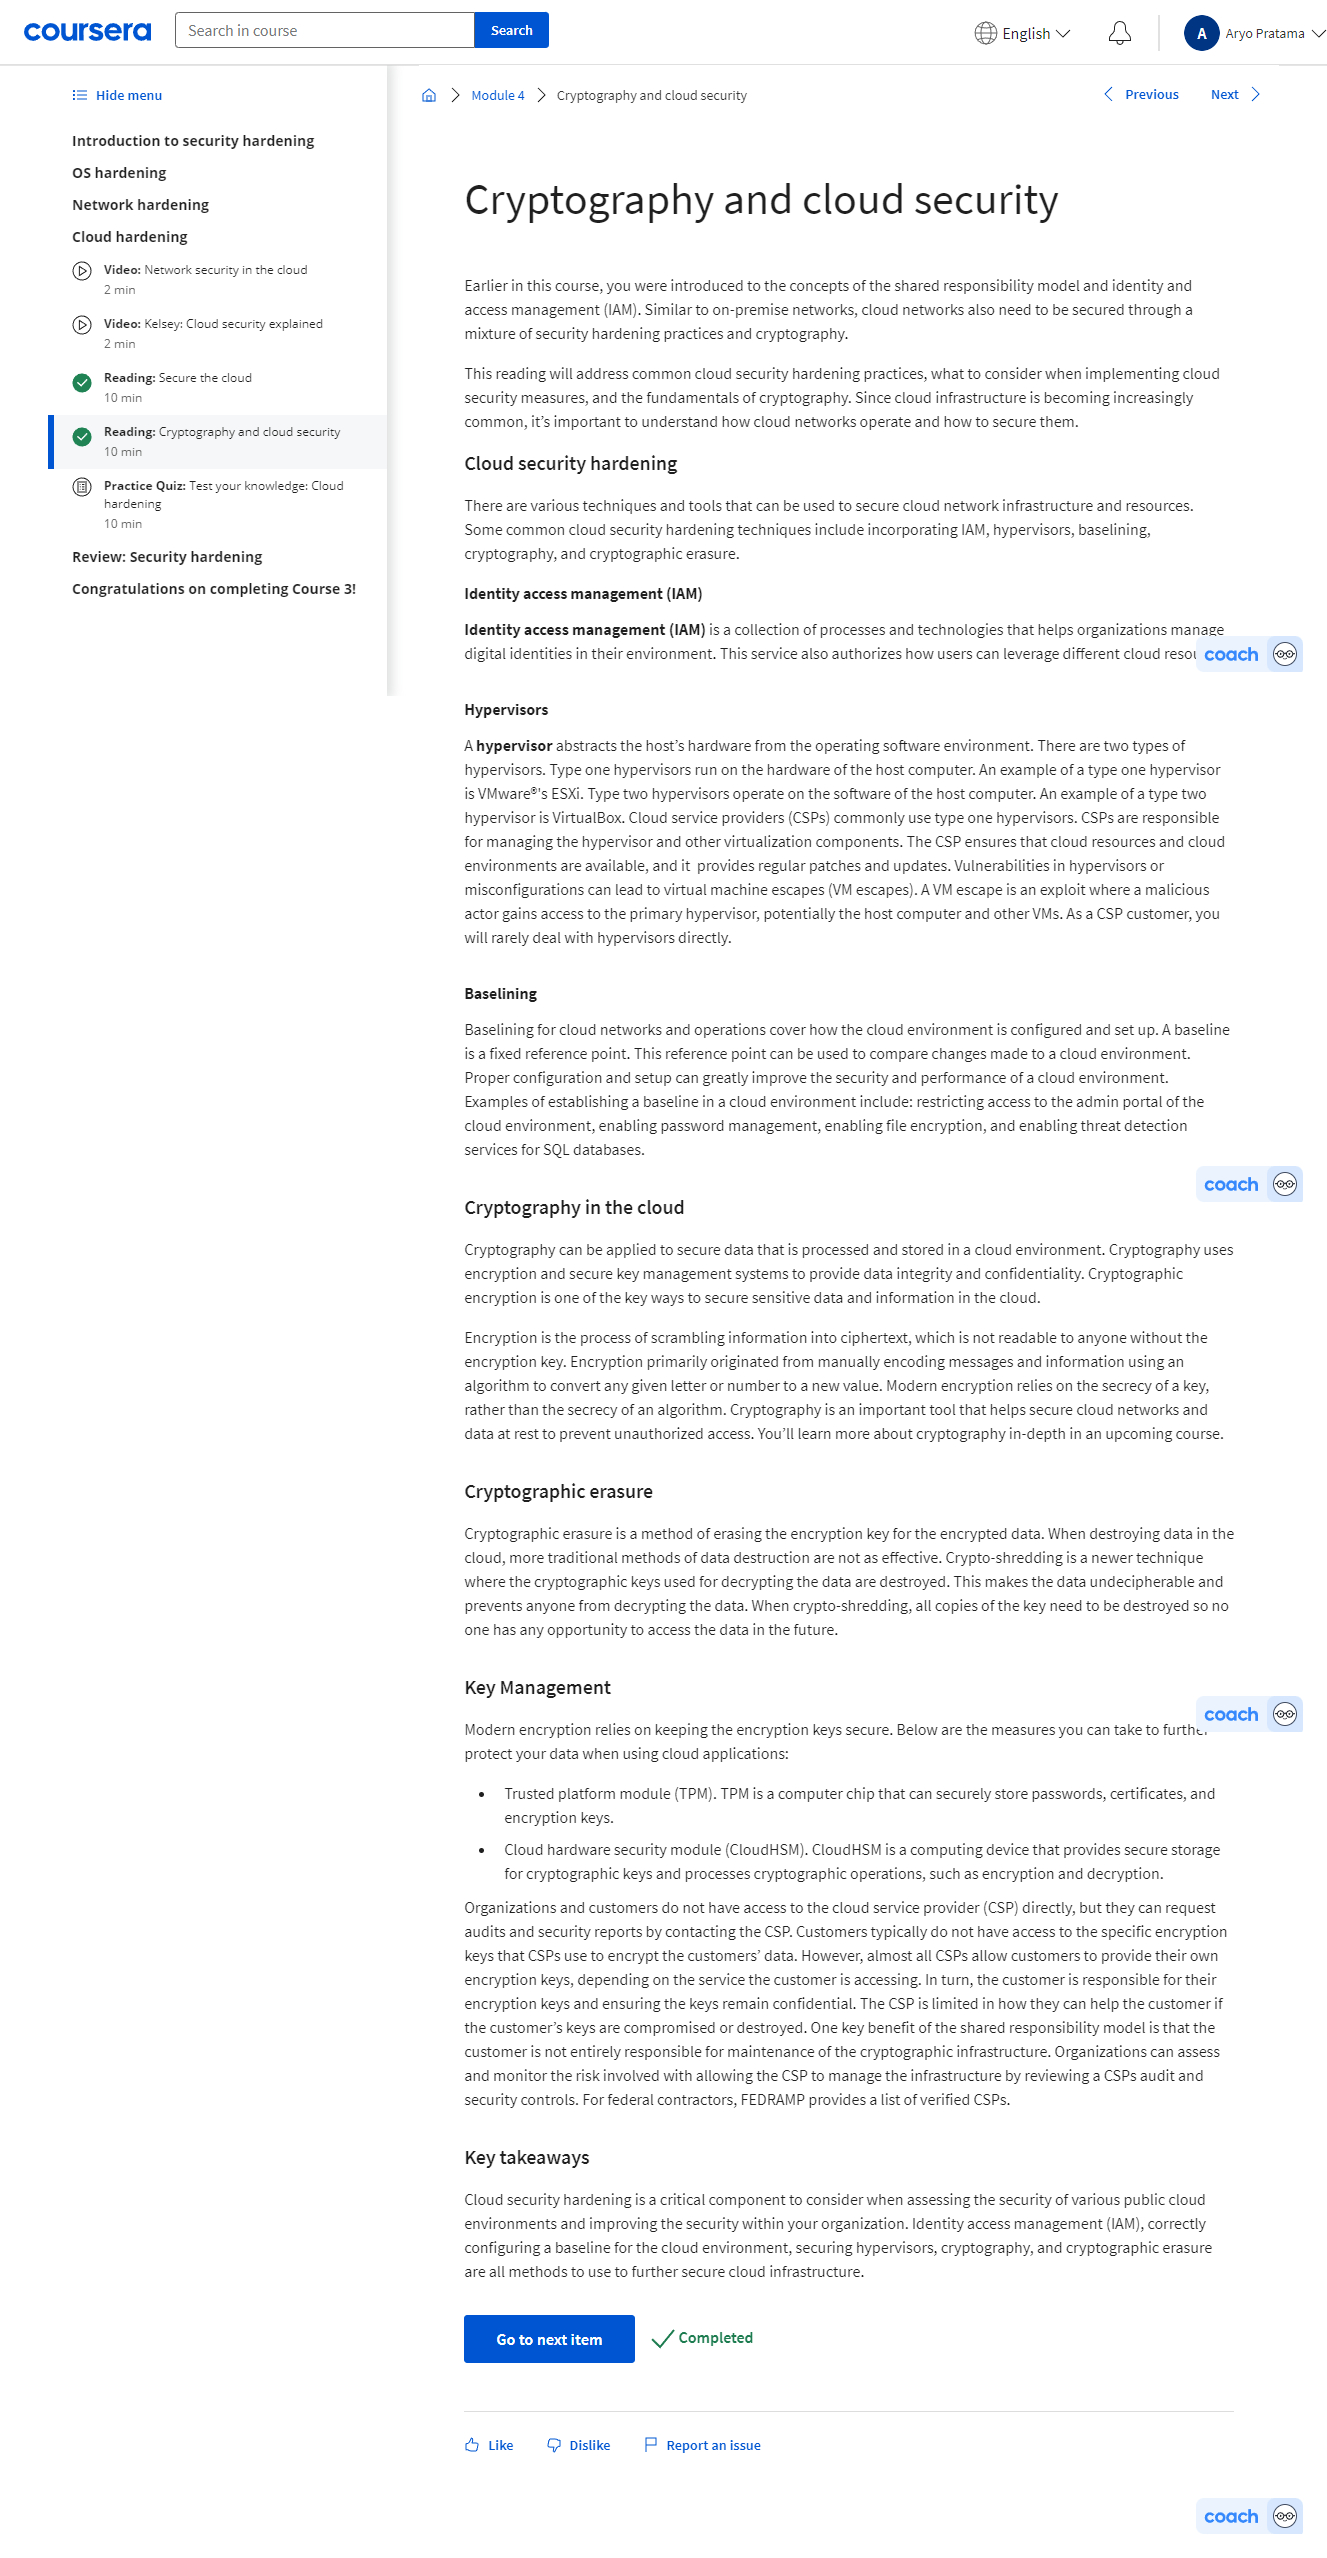 coursera
Search in course
Search
English
A
Aryo Pratama
Hide menu
Introduction to security hardening
OS hardening
Network hardening
Cloud hardening
Video: Network security in the cloud
2 min
Video: Kelsey: Cloud security explained
2 min
Reading: Secure the cloud
10 min
Reading: Cryptography and cloud security
10 min
Practice Quiz: Test your knowledge: Cloud
hardening
10 min
Review: Security hardening
Congratulations on completing Course 3!
Module 4
Cryptography and cloud security
Previous
Next
Cryptography and cloud security
Earlier in this course, you were introduced to the concepts of the shared responsibility model and identity and
access management (IAM). Similar to on-premise networks, cloud networks also need to be secured through a
mixture of security hardening practices and cryptography.
This reading will address common cloud security hardening practices, what to consider when implementing cloud
security measures, and the fundamentals of cryptography. Since cloud infrastructure is becoming increasingly
common, it’s important to understand how cloud networks operate and how to secure them.
Cloud security hardening
There are various techniques and tools that can be used to secure cloud network infrastructure and resources.
Some common cloud security hardening techniques include incorporating IAM, hypervisors, baselining,
cryptography, and cryptographic erasure.
Identity access management (IAM)
Identity access management (IAM) is a collection of processes and technologies that helps organizations manage
digital identities in their environment. This service also authorizes how users can leverage different cloud
coach
Hypervisors
A hypervisor abstracts the host’s hardware from the operating software environment. There are two types of
hypervisors. Type one hypervisors run on the hardware of the host computer. An example of a type one hypervisor
is VMware®'s ESXi. Type two hypervisors operate on the software of the host computer. An example of a type two
hypervisor is VirtualBox. Cloud service providers (CSPs) commonly use type one hypervisors. CSPs are responsible
for managing the hypervisor and other virtualization components. The CSP ensures that cloud resources and cloud
environments are available, and it  provides regular patches and updates. Vulnerabilities in hypervisors or
misconfigurations can lead to virtual machine escapes (VM escapes). A VM escape is an exploit where a malicious
actor gains access to the primary hypervisor, potentially the host computer and other VMs. As a CSP customer, you
will rarely deal with hypervisors directly.
Baselining
Baselining for cloud networks and operations cover how the cloud environment is configured and set up. A baseline
is a fixed reference point. This reference point can be used to compare changes made to a cloud environment.
Proper configuration and setup can greatly improve the security and performance of a cloud environment.
Examples of establishing a baseline in a cloud environment include: restricting access to the admin portal of the
cloud environment, enabling password management, enabling file encryption, and enabling threat detection
services for SQL databases.
coach
Cryptography in the cloud
Cryptography can be applied to secure data that is processed and stored in a cloud environment. Cryptography uses
encryption and secure key management systems to provide data integrity and confidentiality. Cryptographic
encryption is one of the key ways to secure sensitive data and information in the cloud.
Encryption is the process of scrambling information into ciphertext, which is not readable to anyone without the
encryption key. Encryption primarily originated from manually encoding messages and information using an
algorithm to convert any given letter or number to a new value. Modern encryption relies on the secrecy of a key,
rather than the secrecy of an algorithm. Cryptography is an important tool that helps secure cloud networks and
data at rest to prevent unauthorized access. You’ll learn more about cryptography in-depth in an upcoming course.
Cryptographic erasure
Cryptographic erasure is a method of erasing the encryption key for the encrypted data. When destroying data in the
cloud, more traditional methods of data destruction are not as effective. Crypto-shredding is a newer technique
where the cryptographic keys used for decrypting the data are destroyed. This makes the data undecipherable and
prevents anyone from decrypting the data. When crypto-shredding, all copies of the key need to be destroyed so no
one has any opportunity to access the data in the future.
Key Management
Modern encryption relies on keeping the encryption keys secure. Below are the measures you can take to further
coach
protect your data when using cloud applications:
• Trusted platform module (TPM). TPM is a computer chip that can securely store passwords, certificates, and
encryption keys.
• Cloud hardware security module (CloudHSM). CloudHSM is a computing device that provides secure storage
for cryptographic keys and processes cryptographic operations, such as encryption and decryption.
Organizations and customers do not have access to the cloud service provider (CSP) directly, but they can request
audits and security reports by contacting the CSP. Customers typically do not have access to the specific encryption
keys that CSPs use to encrypt the customers’ data. However, almost all CSPs allow customers to provide their own
encryption keys, depending on the service the customer is accessing. In turn, the customer is responsible for their
encryption keys and ensuring the keys remain confidential. The CSP is limited in how they can help the customer if
the customer’s keys are compromised or destroyed. One key benefit of the shared responsibility model is that the
customer is not entirely responsible for maintenance of the cryptographic infrastructure. Organizations can assess
and monitor the risk involved with allowing the CSP to manage the infrastructure by reviewing a CSPs audit and
security controls. For federal contractors, FEDRAMP provides a list of verified CSPs.
Key takeaways
Cloud security hardening is a critical component to consider when assessing the security of various public cloud
environments and improving the security within your organization. Identity access management (IAM), correctly
configuring a baseline for the cloud environment, securing hypervisors, cryptography, and cryptographic erasure
are all methods to use to further secure cloud infrastructure.
Go to next item
Completed
Like
Dislike
Report an issue
coach